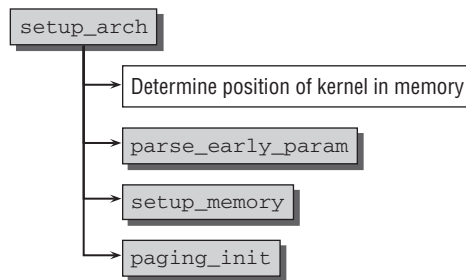 setup_arch
Determine position of kernel in memory
parse_early_param
setup_memory
paging_init